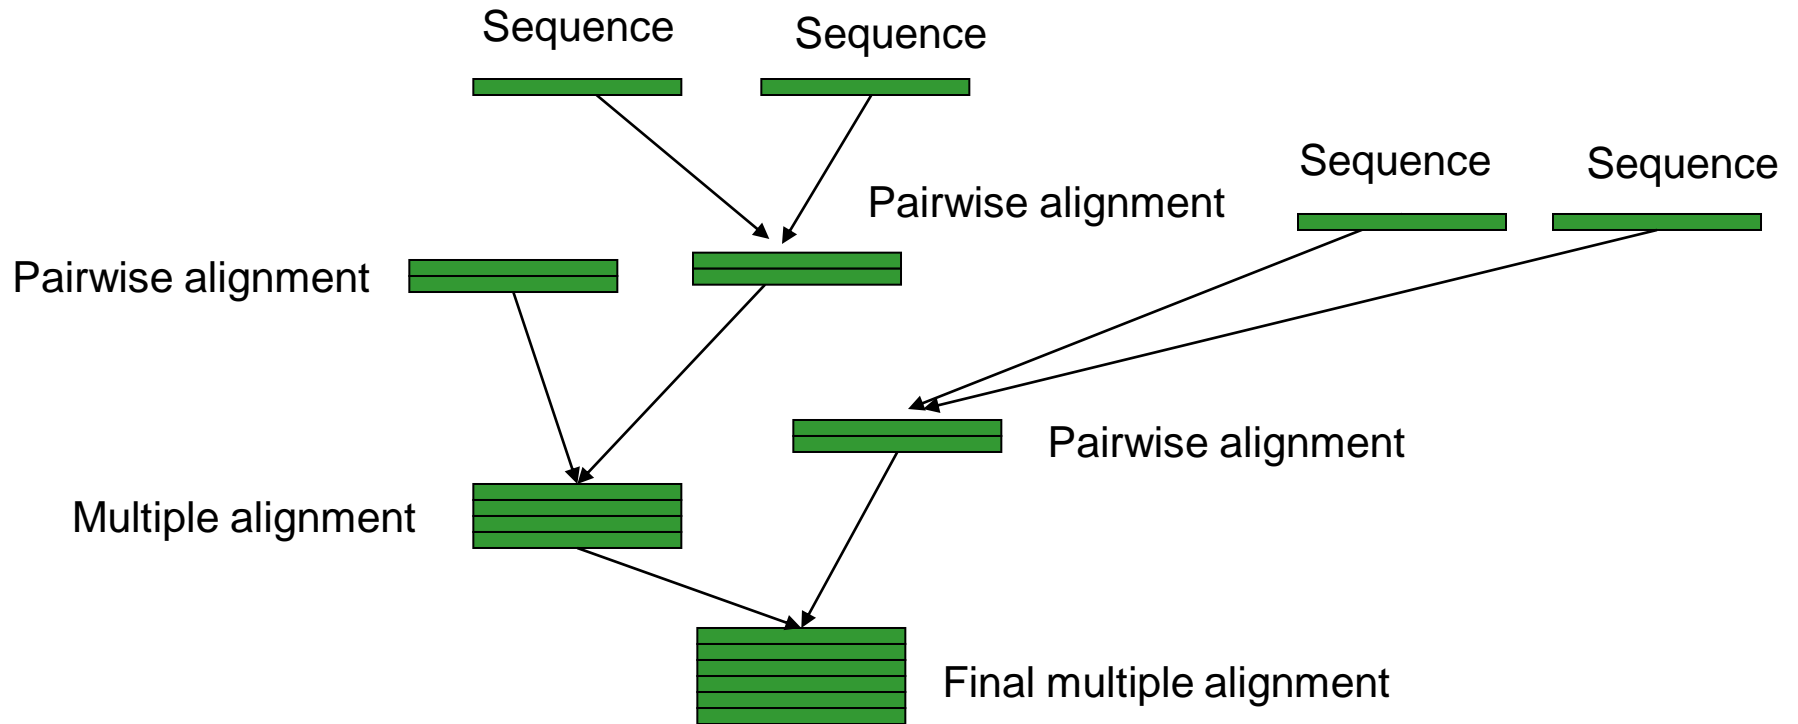 Sequence
Sequence
Sequence
Sequence
Pairwise alignment
Pairwise alignment
Pairwise alignment
Multiple alignment
Final multiple alignment